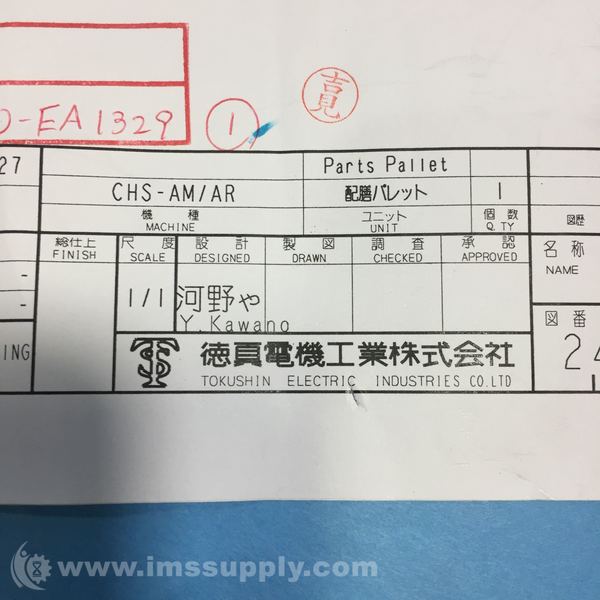 D-EA1329 1
吉見
27 CHS-AM/AR Parts Pallet
配膳パレット 1
機種 ユニット 個数 図歴
MACHINE UNIT Q.TY
総仕上 尺度 設計 製図 調査 承認 名称
FINISH SCALE DESIGNED DRAWN CHECKED APPROVED NAME
- 1/1 河野や
- Y.Kawano
図番
ING 徳真電機工業株式会社 24
TOKUSHIN ELECTRIC INDUSTRIES CO.LTD
www.imssupply.com